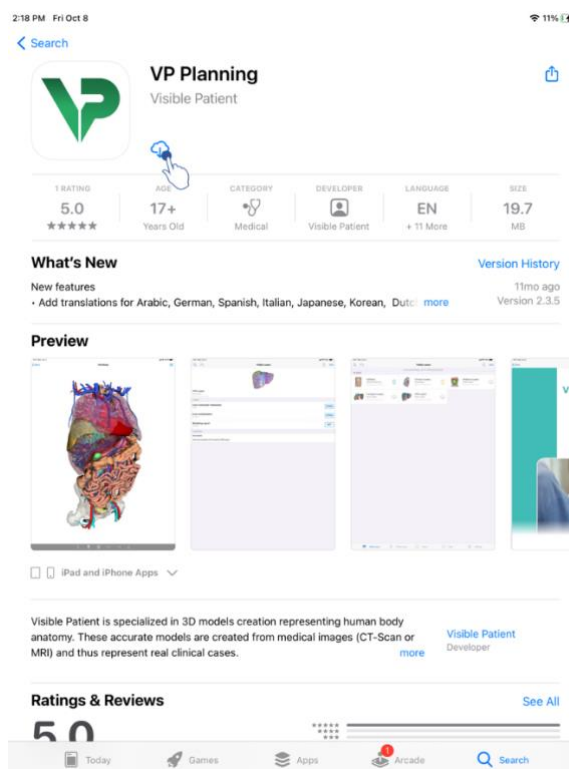 2:18 PM Fri Oct 8
11%
Search
VP
VP Planning
Visible Patient
1 RATING
5.0
★★★★★
AGE
17+
Years Old
CATEGORY
Medical
DEVELOPER
Visible Patient
LANGUAGE
EN
+ 11 More
SIZE
19.7
MB
What's New
Version History
New features
11mo ago
• Add translations for Arabic, German, Spanish, Italian, Japanese, Korean, more
Version 2.3.5
Preview
iPad and iPhone Apps
Visible Patient is specialized in 3D models creation representing human body
anatomy. These accurate models are created from medical images (CT-Scan or
MRI) and thus represent real clinical cases.
more
Visible Patient
Developer
Ratings & Reviews
See All
5.0
Today
Games
Apps
1
Arcade
Search